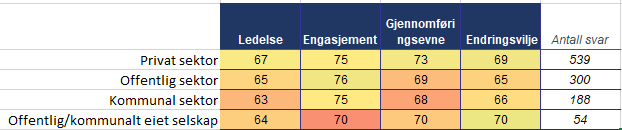 Ledelse Engasjement Gjennomføri Endringsvilje Antall svar
ngsevne
Privat sektor 67 75 73 69 539
Offentlig sektor 65 76 69 65 300
Kommunal sektor 63 75 68 66 188
Offentlig/kommunalt eiet selskap 64 70 70 70 54